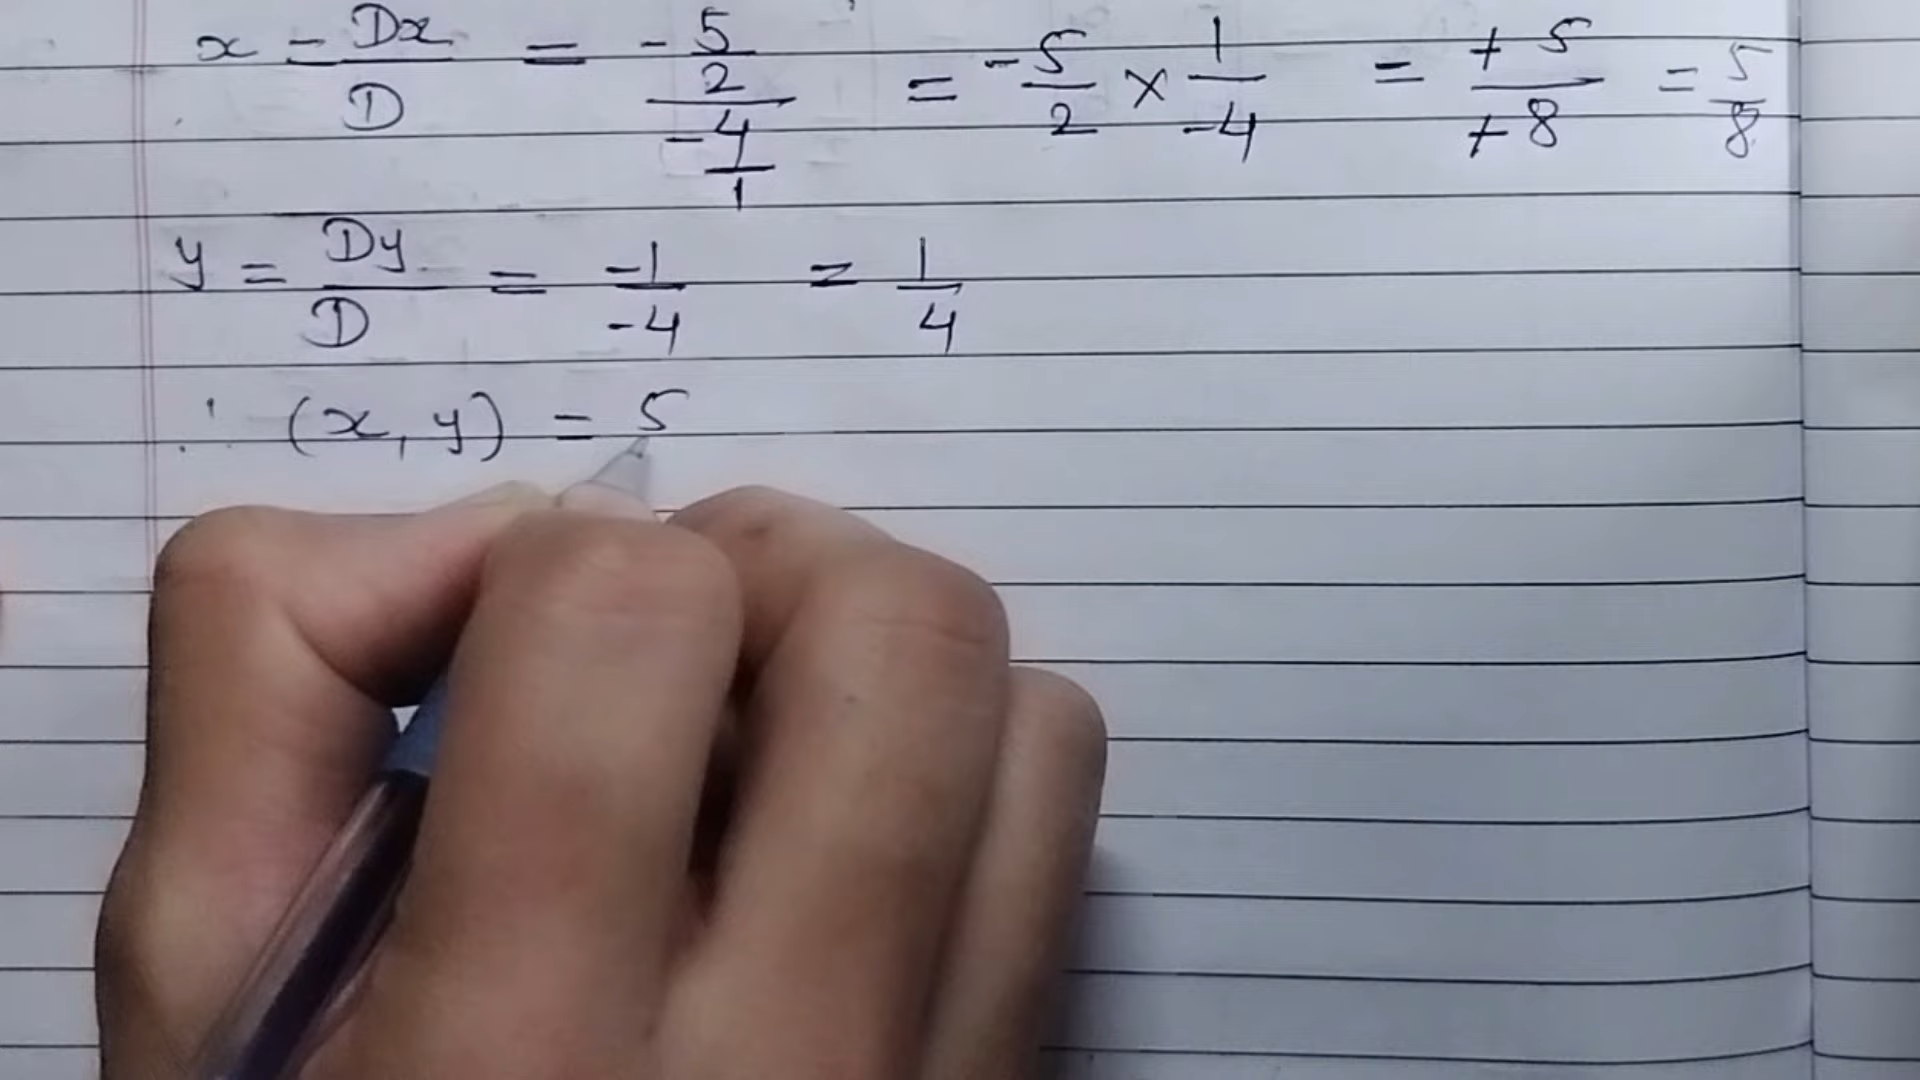 x = Dx/D = (-5/2)/(-4/1) = -5/2 × 1/-4 = +5/+8 = 5/8
y = Dy/D = -1/-4 = 1/4
∴ (x, y) = 5